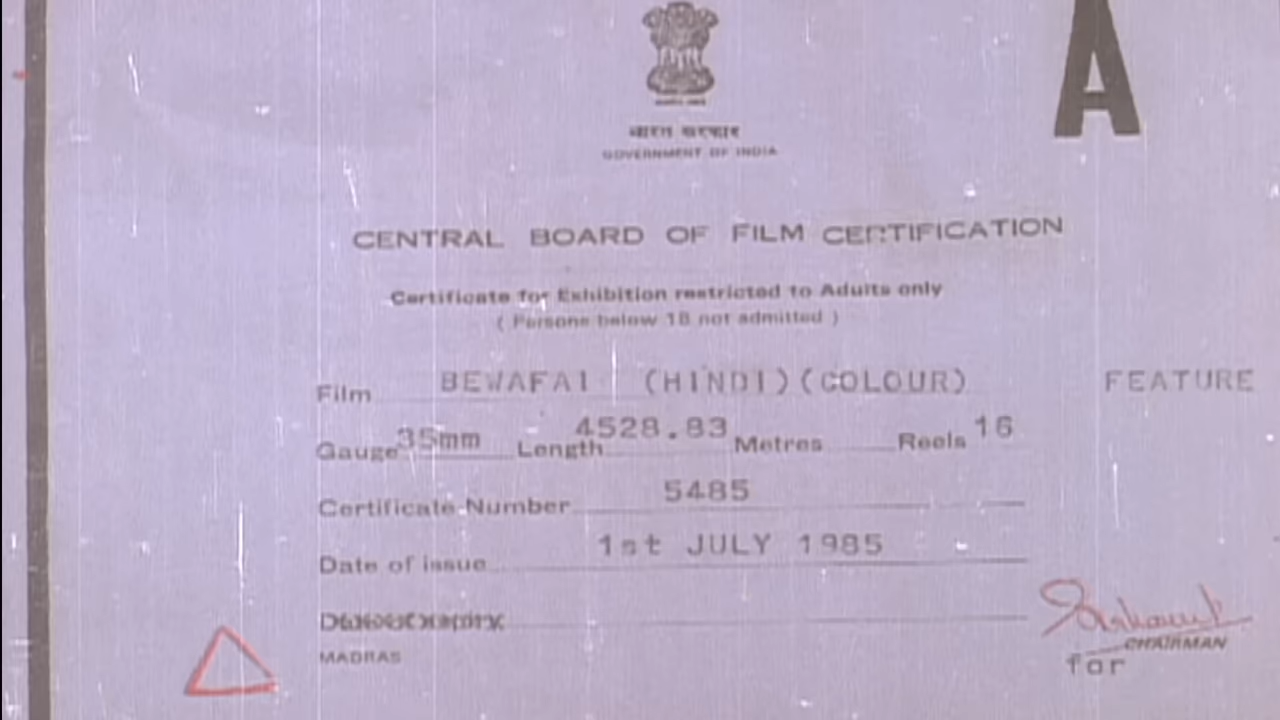 A
भारत सरकार
GOVERNMENT OF INDIA
CENTRAL BOARD OF FILM CERTIFICATION
Certificate for Exhibition restricted to Adults only
( Persons below 18 not admitted )
Film BEWAFAI (HINDI)(COLOUR) FEATURE
Gauge 35mm Length 4528.83 Metres Reels 16
Certificate Number 5485
Date of issue 1st JULY 1985
MADRAS
CHAIRMAN
for